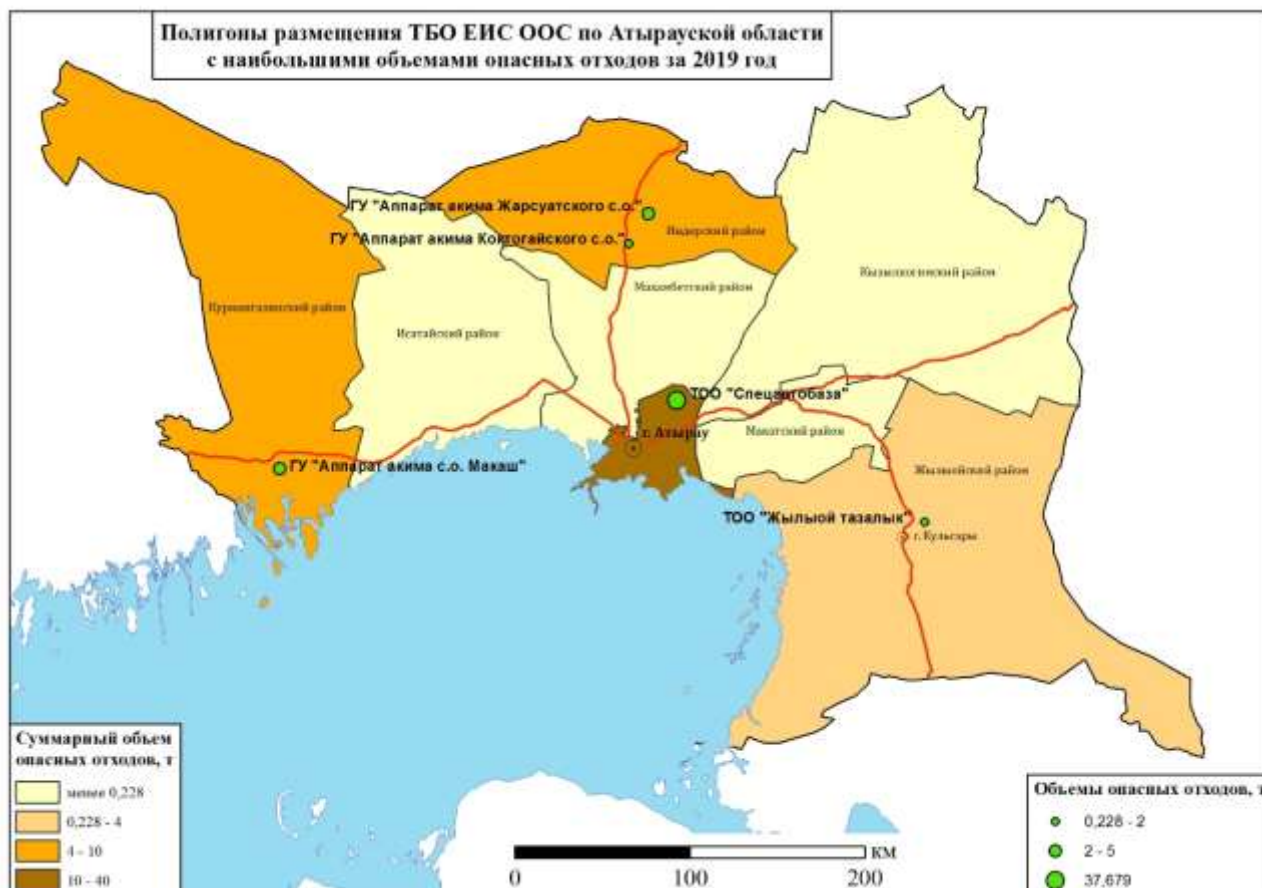 Полигоны размещения ТБО ЕИС ООС по Атырауской области
с наибольшими объемами опасных отходов за 2019 год
ГУ "Аппарат акима Жарсуатского с.о."
Индерский район
ГУ "Аппарат акима Коктогайского с.о."
Кызылкогинский район
Махамбетский район
Курмангазинский район
Исатайский район
ТОО "Спецавтобаза"
г. Атырау
Макатский район
ГУ "Аппарат акима с.о. Макаш"
Жылыойский район
ТОО "Жылыой тазалык"
г. Кульсары
Суммарный объем
опасных отходов, т
менее 0,228
0,228 - 4
4 - 10
10 - 40
КМ
0 100 200
Объемы опасных отходов, т
0,228 - 2
2 - 5
37,679